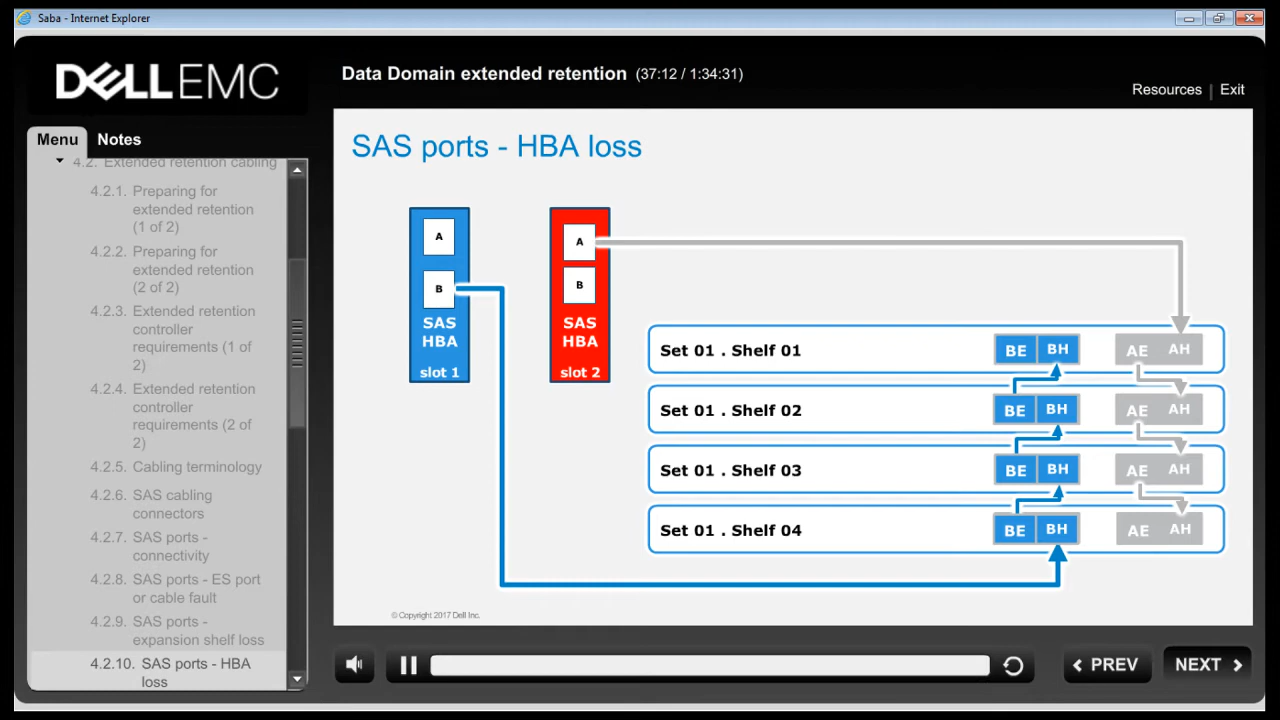 Saba - Internet Explorer
DELLEMC
Data Domain extended retention (37:12 / 1:34:31)
Resources | Exit
Menu Notes
4.2. Extended retention cabling
4.2.1. Preparing for
extended retention
(1 of 2)
4.2.2. Preparing for
extended retention
(2 of 2)
4.2.3. Extended retention
controller
requirements (1 of
2)
4.2.4. Extended retention
controller
requirements (2 of
2)
4.2.5. Cabling terminology
4.2.6. SAS cabling
connectors
4.2.7. SAS ports -
connectivity
4.2.8. SAS ports - ES port
or cable fault
4.2.9. SAS ports -
expansion shelf loss
4.2.10. SAS ports - HBA
loss
SAS ports - HBA loss
A
B
SAS
HBA
slot 1
A
B
SAS
HBA
slot 2
Set 01 . Shelf 01 BE BH AE AH
Set 01 . Shelf 02 BE BH AE AH
Set 01 . Shelf 03 BE BH AE AH
Set 01 . Shelf 04 BE BH AE AH
© Copyright 2017 Dell Inc.
PREV
NEXT